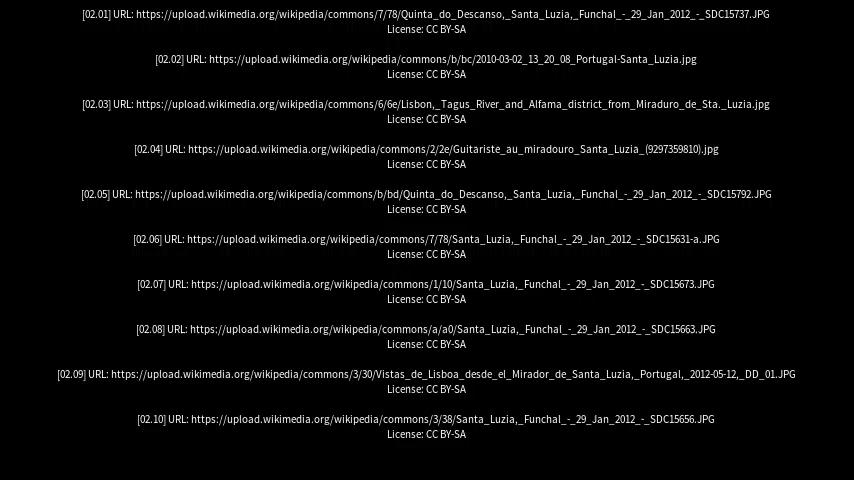 [02.01] URL: https://upload.wikimedia.org/wikipedia/commons/7/78/Quinta_do_Descanso,_Santa_Luzia,_Funchal_-_29_Jan_2012_-_SDC15737.JPG
License: CC BY-SA
[02.02] URL: https://upload.wikimedia.org/wikipedia/commons/b/bc/2010-03-02_13_20_08_Portugal-Santa_Luzia.jpg
License: CC BY-SA
[02.03] URL: https://upload.wikimedia.org/wikipedia/commons/6/6e/Lisbon,_Tagus_River_and_Alfama_district_from_Miraduro_de_Sta._Luzia.jpg
License: CC BY-SA
[02.04] URL: https://upload.wikimedia.org/wikipedia/commons/2/2e/Guitariste_au_miradouro_Santa_Luzia_(9297359810).jpg
License: CC BY-SA
[02.05] URL: https://upload.wikimedia.org/wikipedia/commons/b/bd/Quinta_do_Descanso,_Santa_Luzia,_Funchal_-_29_Jan_2012_-_SDC15792.JPG
License: CC BY-SA
[02.06] URL: https://upload.wikimedia.org/wikipedia/commons/7/78/Santa_Luzia,_Funchal_-_29_Jan_2012_-_SDC15631-a.JPG
License: CC BY-SA
[02.07] URL: https://upload.wikimedia.org/wikipedia/commons/1/10/Santa_Luzia,_Funchal_-_29_Jan_2012_-_SDC15673.JPG
License: CC BY-SA
[02.08] URL: https://upload.wikimedia.org/wikipedia/commons/a/a0/Santa_Luzia,_Funchal_-_29_Jan_2012_-_SDC15663.JPG
License: CC BY-SA
[02.09] URL: https://upload.wikimedia.org/wikipedia/commons/3/30/Vistas_de_Lisboa_desde_el_Mirador_de_Santa_Luzia,_Portugal,_2012-05-12,_DD_01.JPG
License: CC BY-SA
[02.10] URL: https://upload.wikimedia.org/wikipedia/commons/3/38/Santa_Luzia,_Funchal_-_29_Jan_2012_-_SDC15656.JPG
License: CC BY-SA